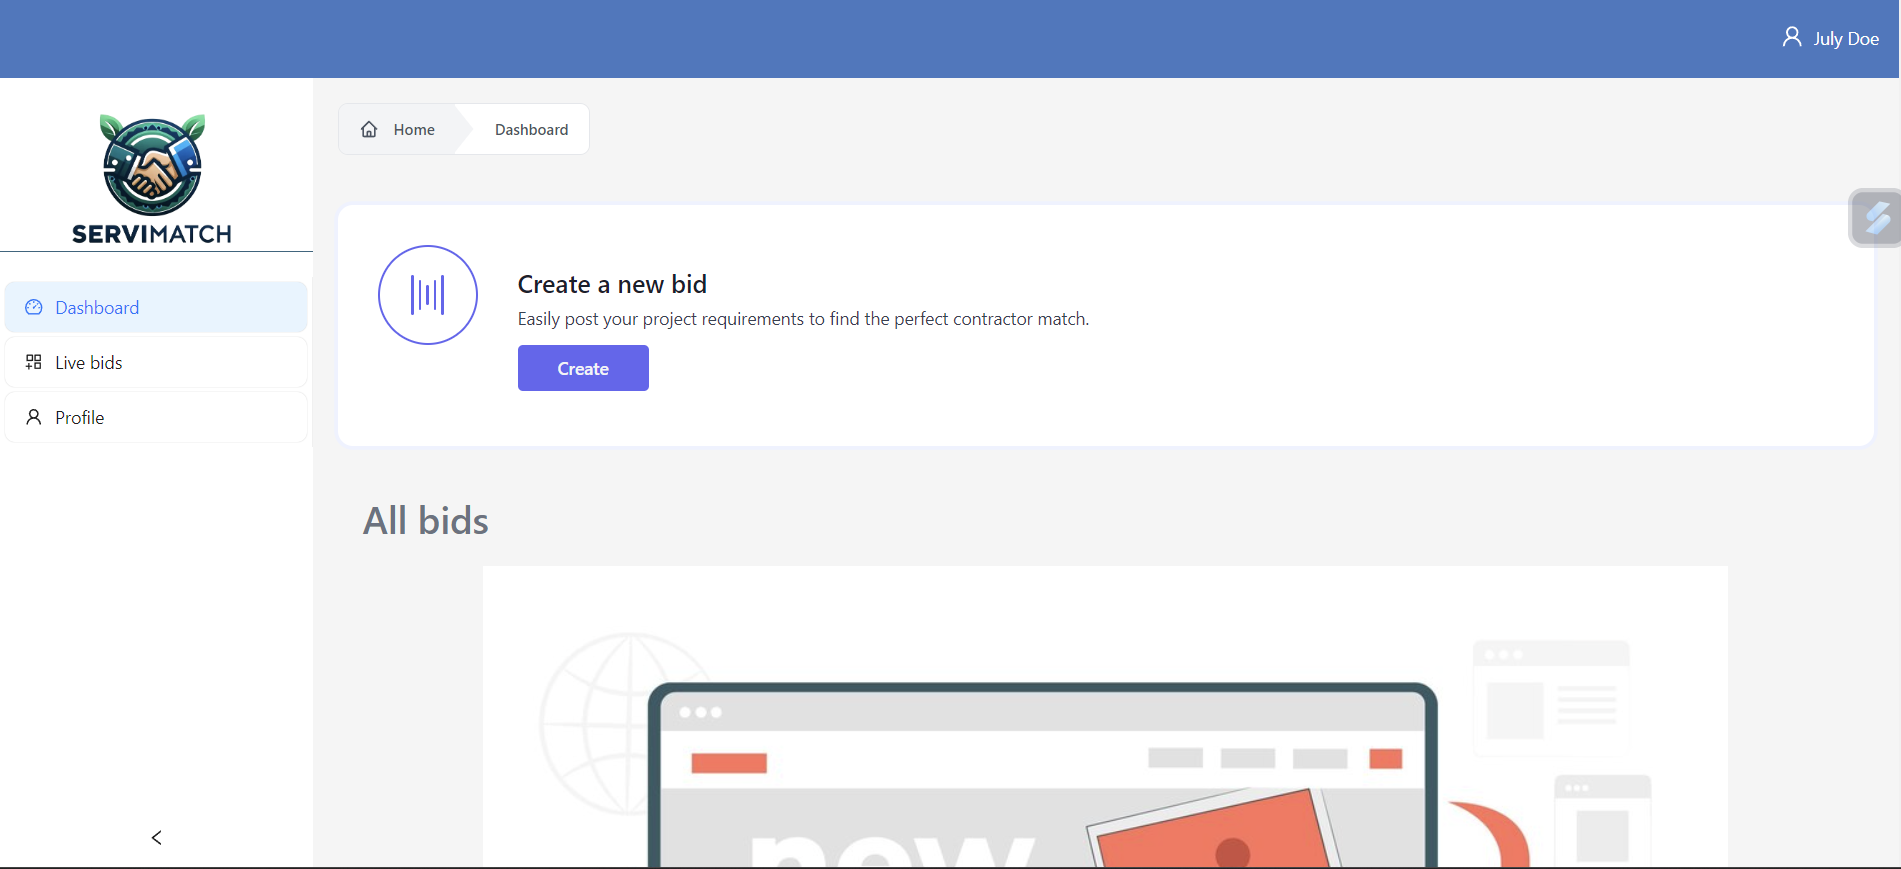 July Doe
SERVIMATCH
Home
Dashboard
Dashboard
Live bids
Profile
Create a new bid
Easily post your project requirements to find the perfect contractor match.
Create
All bids
new